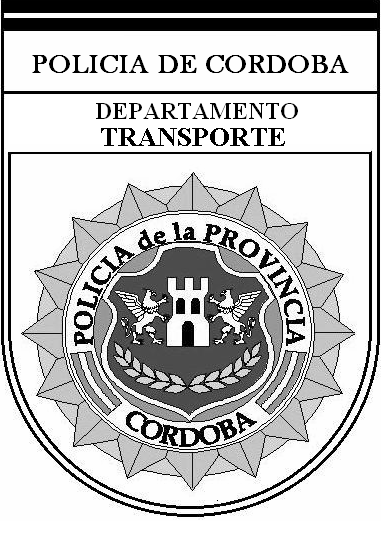 POLICIA DE CORDOBA
DEPARTAMENTO
TRANSPORTE
POLICIA de la PROVINCIA
CORDOBA